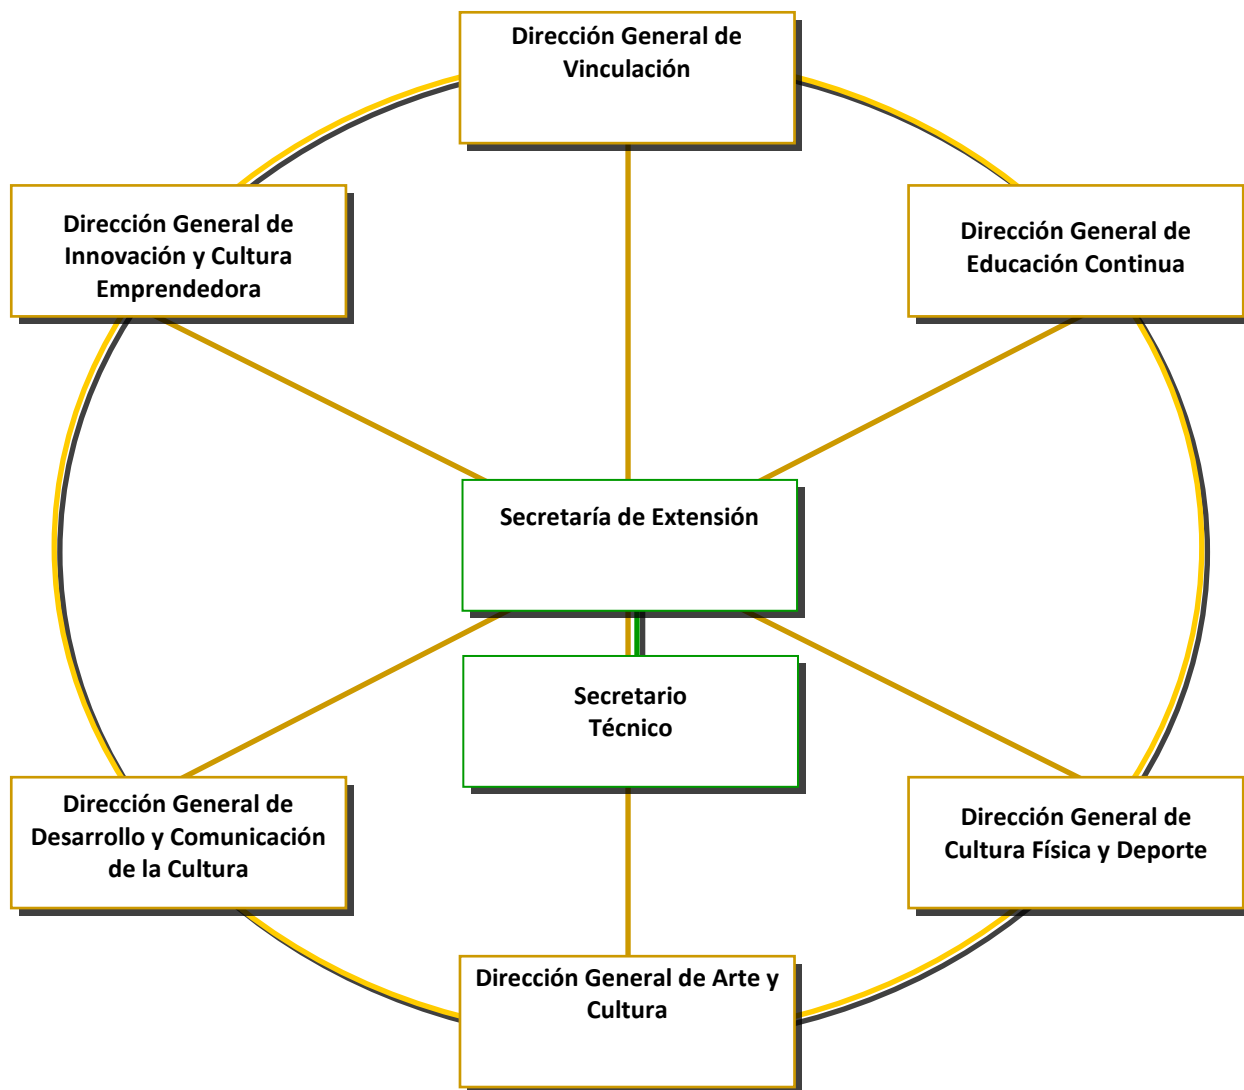 Dirección General de
Vinculación
Dirección General de
Innovación y Cultura
Emprendedora
Dirección General de
Educación Continua
Secretaría de Extensión
Secretario
Técnico
Dirección General de
Desarrollo y Comunicación
de la Cultura
Dirección General de
Cultura Física y Deporte
Dirección General de Arte y
Cultura